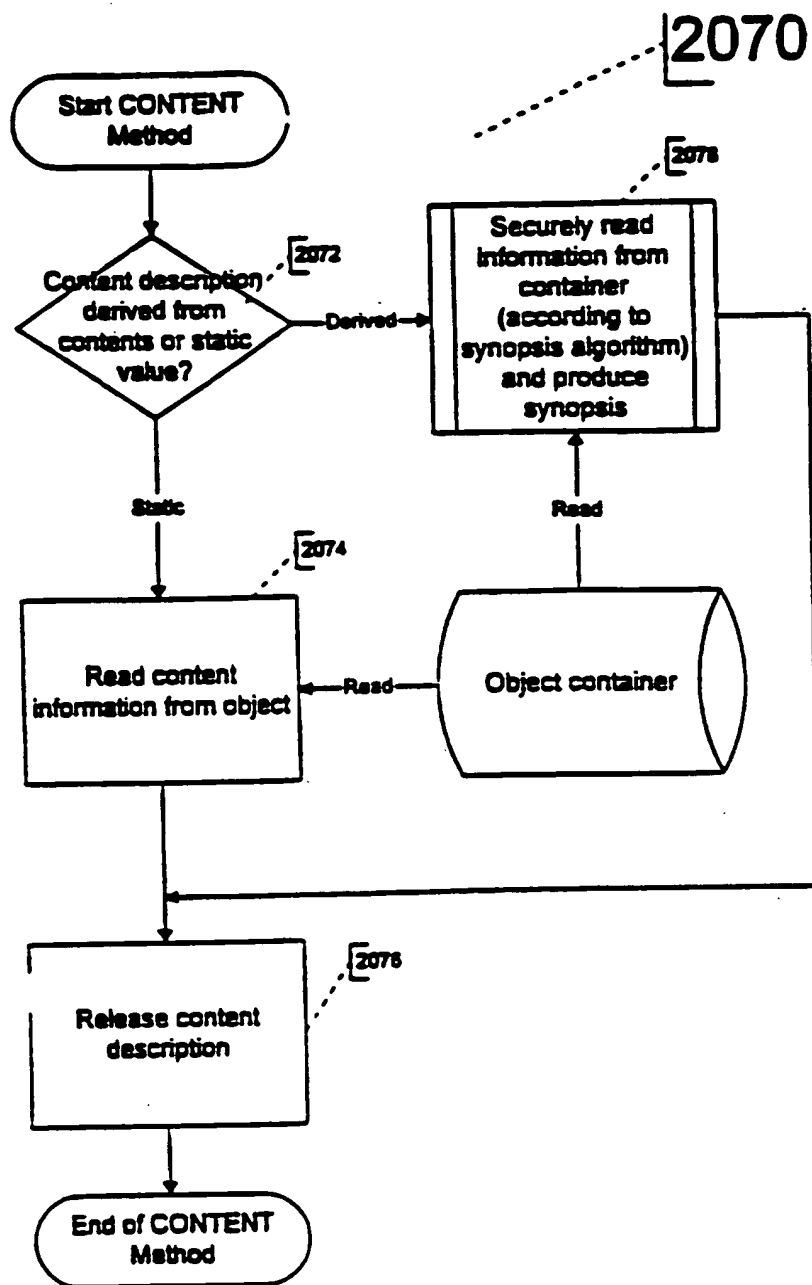 2070
Start CONTENT
Method
2078
2072
Content description
derived from
contents or static
value?
Derived
Securely read
information from
container
(according to
synopsis algorithm)
and produce
synopsis
Static
Read
2074
Read content
information from object
Read
Object container
2076
Release content
description
End of CONTENT
Method